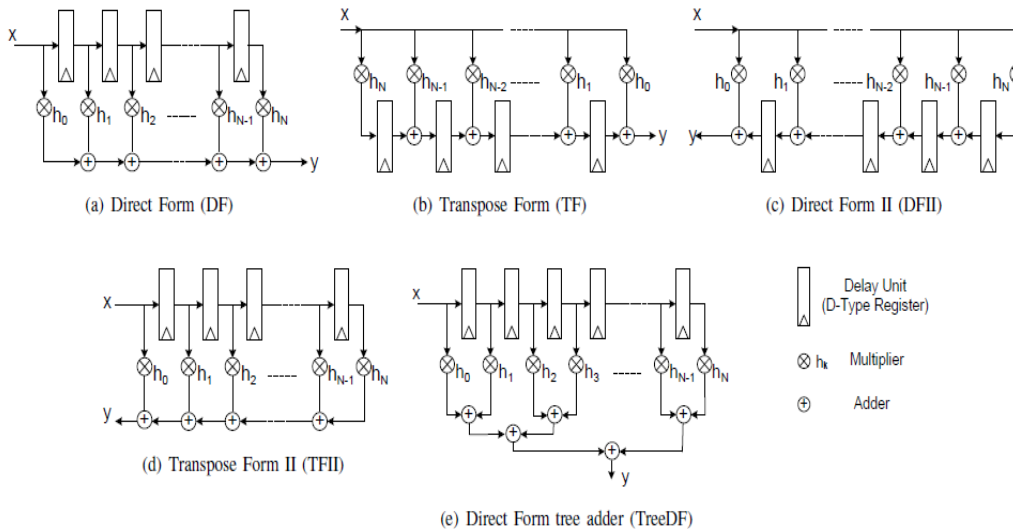 x
h0 h1 h2 hN-1 hN
y
(a) Direct Form (DF)
x
hN hN-1 hN-2 h1 h0
y
(b) Transpose Form (TF)
x
h0 h1 hN-2 hN-1 hN
y
(c) Direct Form II (DFII)
x
h0 h1 h2 hN-1 hN
y
(d) Transpose Form II (TFII)
x
h0 h1 h2 h3 hN-1 hN
y
(e) Direct Form tree adder (TreeDF)
Delay Unit
(D-Type Register)
hk Multiplier
Adder